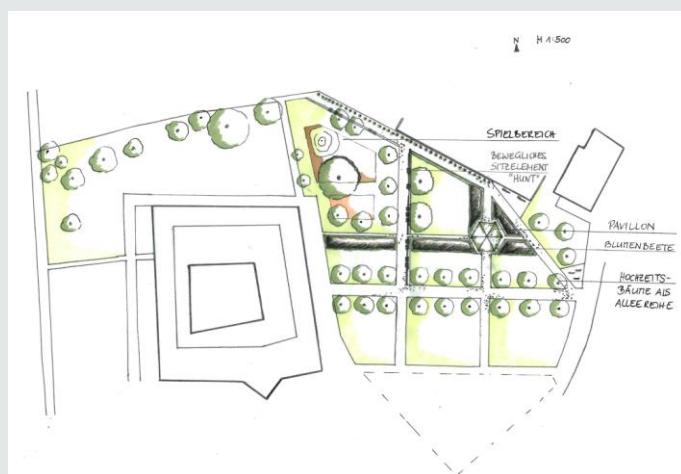 N
M 1:500
SPIELBEREICH
BEWEGLICHES
SITZELEMENT
"HUNT"
PAVILLON
BLUMENBEETE
HOCHZEITS-
BÄUME ALS
ALLEEREIHE